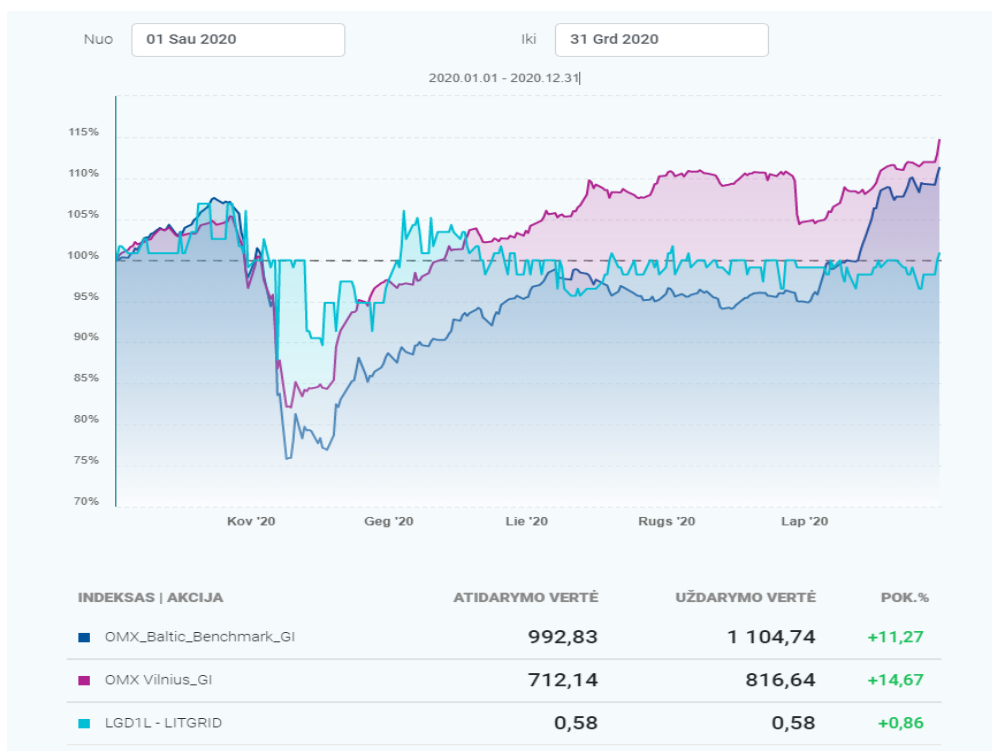 Nuo 01 Sau 2020 Iki 31 Grd 2020
2020.01.01 - 2020.12.31
115%
110%
105%
100%
95%
90%
85%
80%
75%
70%
Kov '20 Geg '20 Lie '20 Rugs '20 Lap '20
INDEKSAS | AKCIJA ATIDARYMO VERTĖ UŽDARYMO VERTĖ POK.%
OMX_Baltic_Benchmark_GI 992,83 1 104,74 +11,27
OMX Vilnius_GI 712,14 816,64 +14,67
LGD1L - LITGRID 0,58 0,58 +0,86